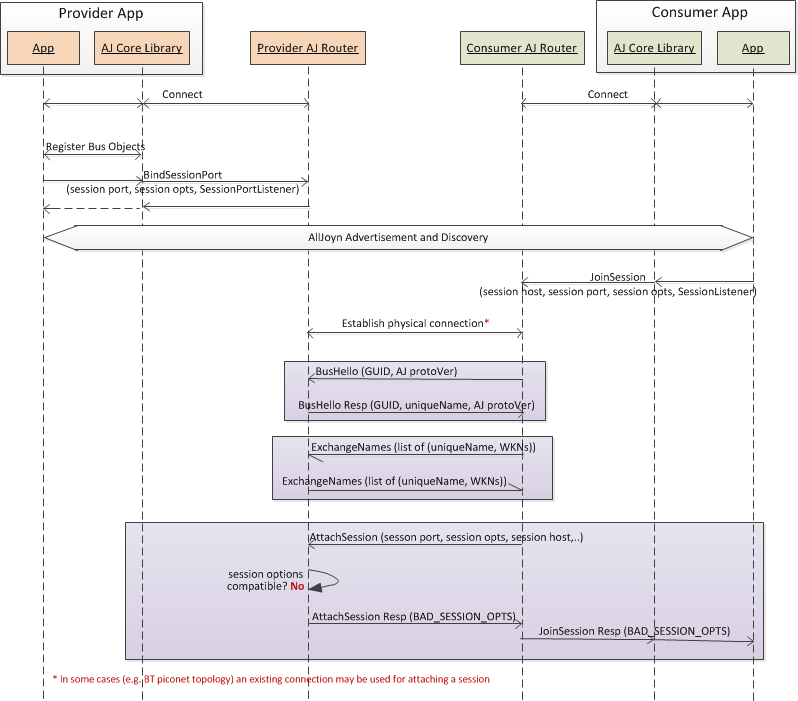 Provider App
Consumer App
App
AJ Core Library
Provider AJ Router
Consumer AJ Router
AJ Core Library
App
Connect
Connect
Register Bus Objects
BindSessionPort
(session port, session opts, SessionPortListener)
AllJoyn Advertisement and Discovery
JoinSession
(session host, session port, session opts, SessionListener)
Establish physical connection*
BusHello (GUID, AJ protoVer)
BusHello Resp (GUID, uniqueName, AJ protoVer)
ExchangeNames (list of (uniqueName, WKNs))
ExchangeNames (list of (uniqueName, WKNs))
AttachSession (sesson port, session opts, session host,..)
session options
compatible? No
AttachSession Resp (BAD_SESSION_OPTS)
JoinSession Resp (BAD_SESSION_OPTS)
* In some cases (e.g. BT piconet topology) an existing connection may be used for attaching a session